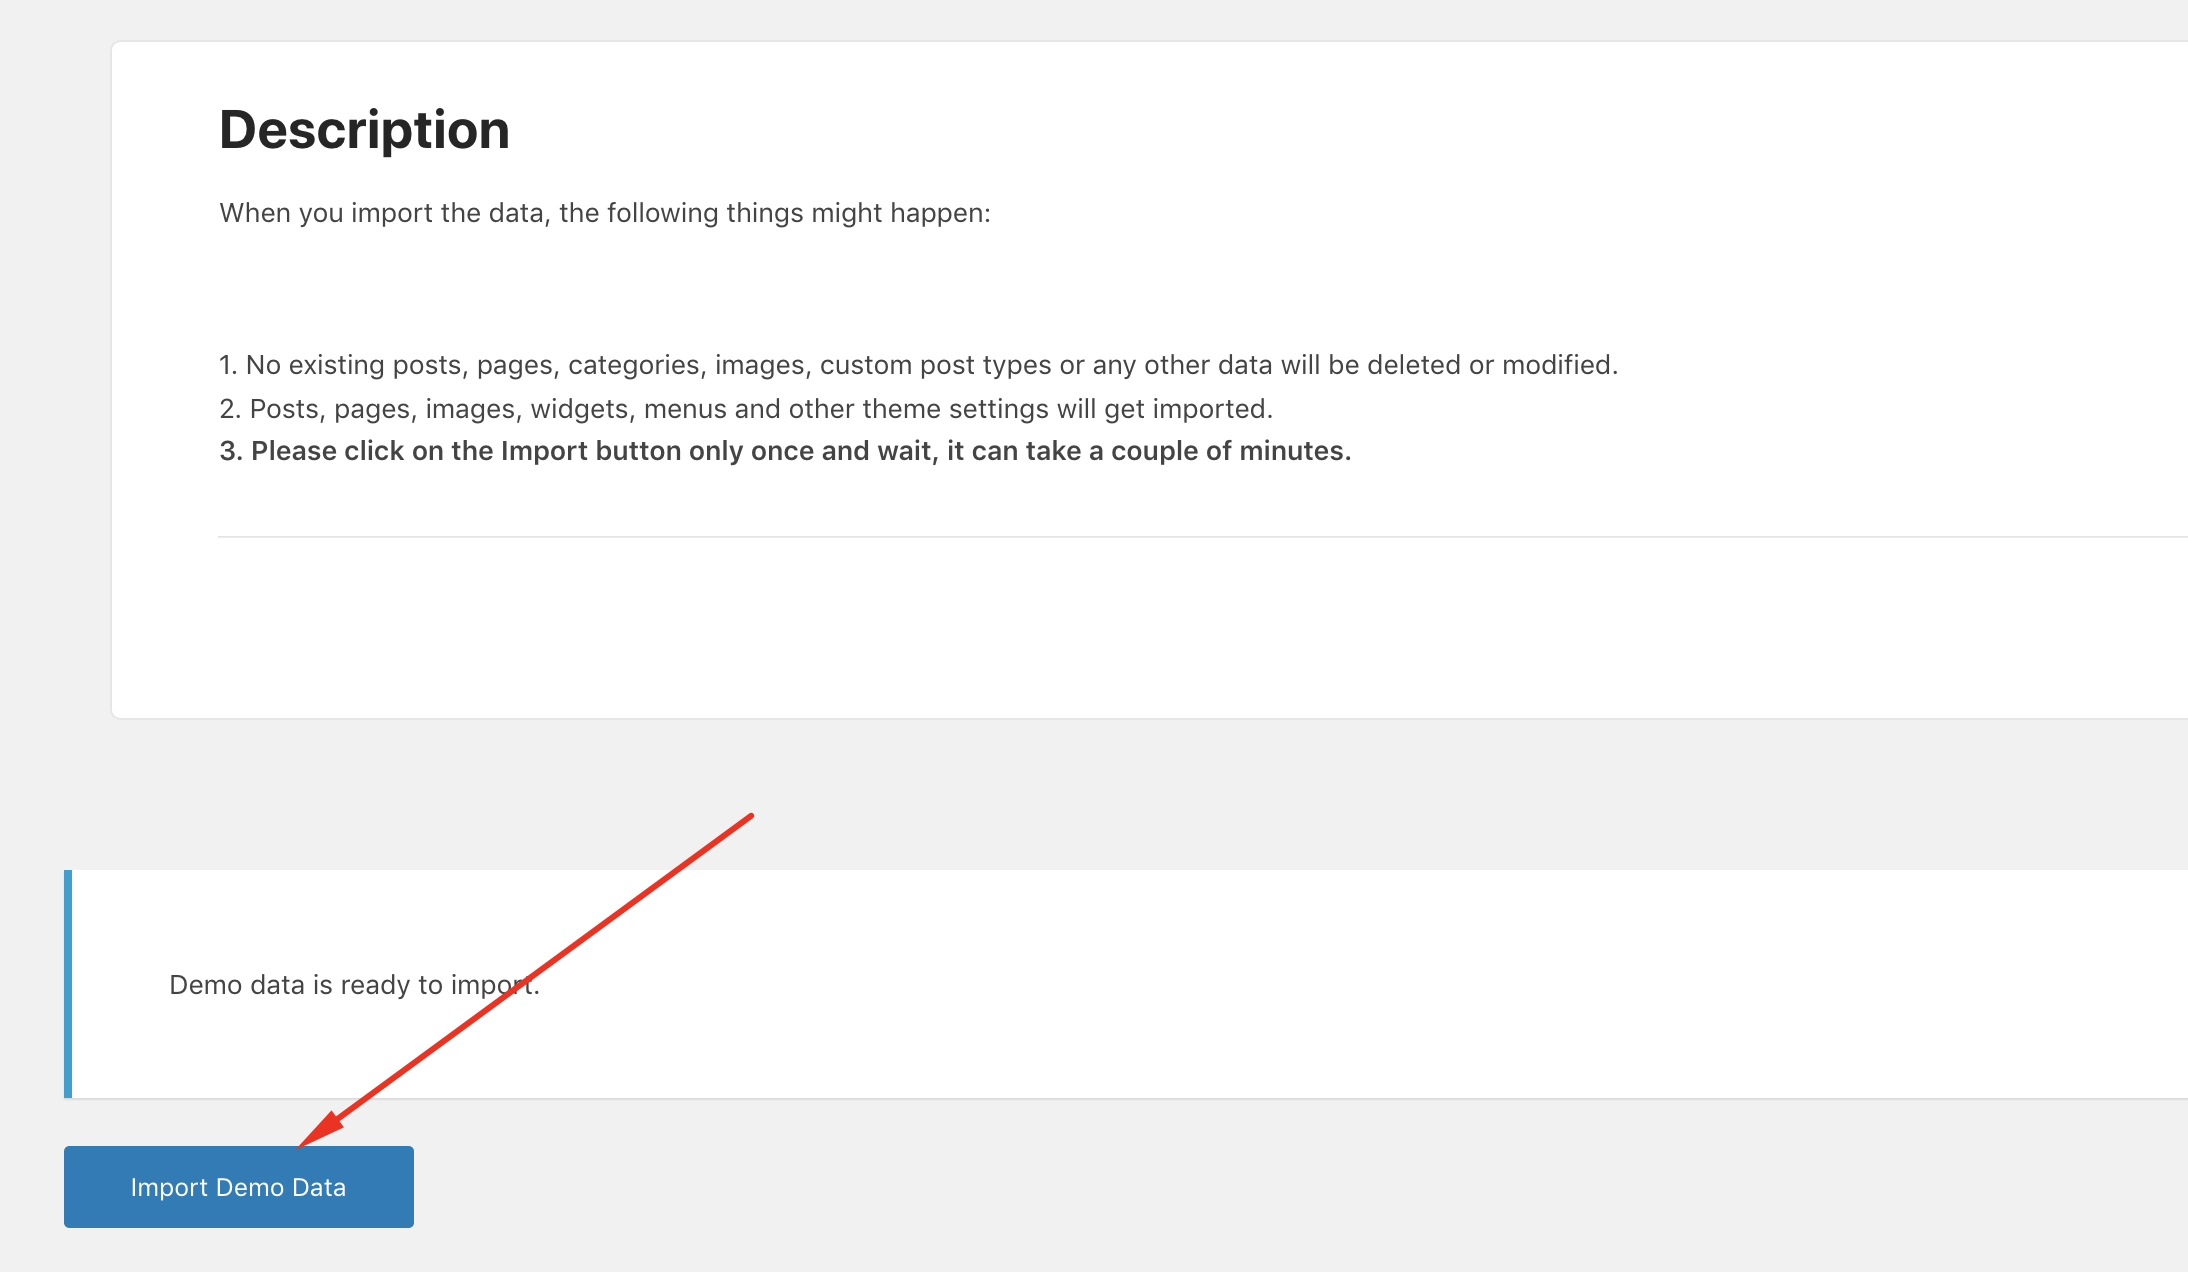 Description
When you import the data, the following things might happen:
1. No existing posts, pages, categories, images, custom post types or any other data will be deleted or modified.
2. Posts, pages, images, widgets, menus and other theme settings will get imported.
3. Please click on the Import button only once and wait, it can take a couple of minutes.
Demo data is ready to import.
Import Demo Data